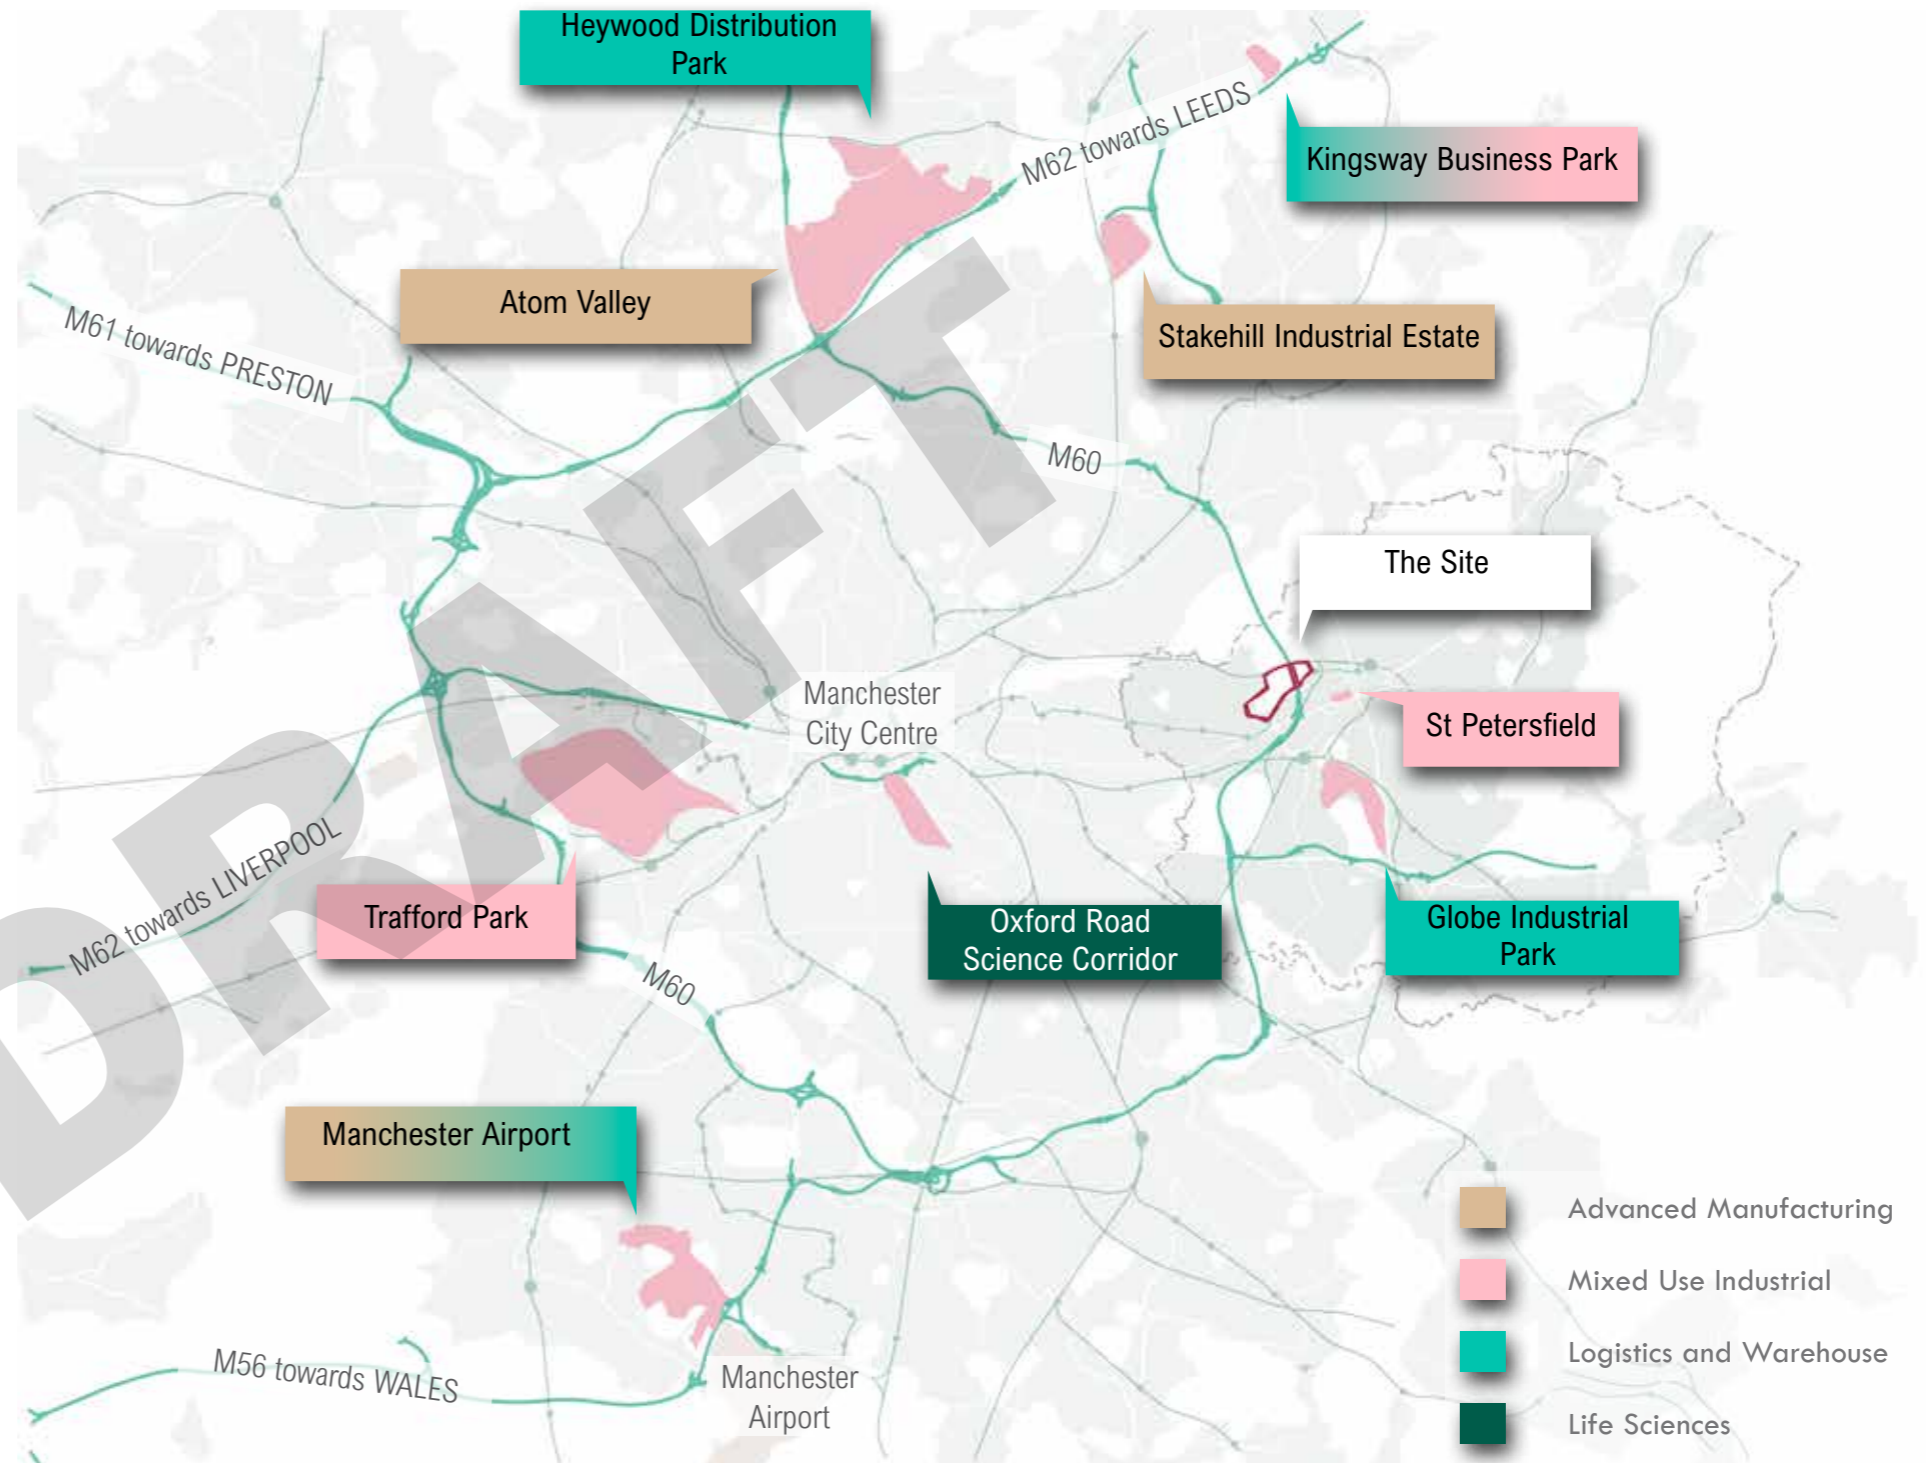 Heywood Distribution
Park
M62 towards LEEDS
Kingsway Business Park
Atom Valley
Stakehill Industrial Estate
M61 towards PRESTON
M60
The Site
Manchester
City Centre
St Petersfield
M62 towards LIVERPOOL
Trafford Park
Oxford Road
Science Corridor
Globe Industrial
Park
M60
Manchester Airport
M56 towards WALES
Manchester
Airport
Advanced Manufacturing
Mixed Use Industrial
Logistics and Warehouse
Life Sciences
DRAFT